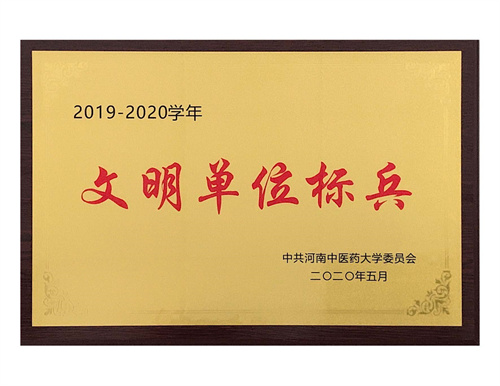 2019-2020学年
文明单位标兵
中共河南中医药大学委员会
二〇二〇年五月